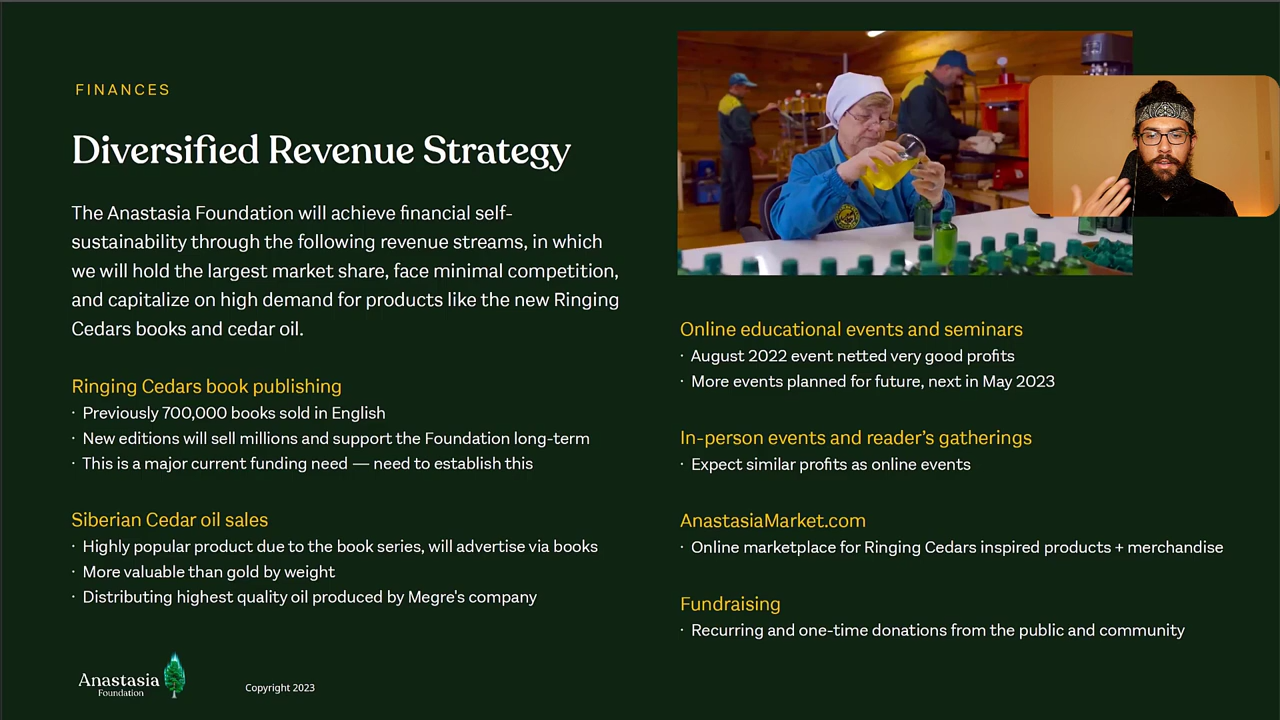 FINANCES
Diversified Revenue Strategy
The Anastasia Foundation will achieve financial self-
sustainability through the following revenue streams, in which
we will hold the largest market share, face minimal competition,
and capitalize on high demand for products like the new Ringing
Cedars books and cedar oil.
Ringing Cedars book publishing
· Previously 700,000 books sold in English
· New editions will sell millions and support the Foundation long-term
· This is a major current funding need — need to establish this
Siberian Cedar oil sales
· Highly popular product due to the book series, will advertise via books
· More valuable than gold by weight
· Distributing highest quality oil produced by Megre's company
Online educational events and seminars
· August 2022 event netted very good profits
· More events planned for future, next in May 2023
In-person events and reader’s gatherings
· Expect similar profits as online events
AnastasiaMarket.com
· Online marketplace for Ringing Cedars inspired products + merchandise
Fundraising
· Recurring and one-time donations from the public and community
Anastasia
Foundation
Copyright 2023